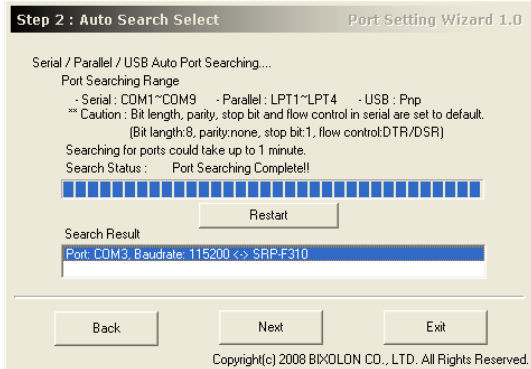 Step 2 : Auto Search Select Port Setting Wizard 1.0
Serial / Parallel / USB Auto Port Searching....
Port Searching Range
- Serial : COM1~COM9 - Parallel : LPT1~LPT4 - USB : Pnp
** Caution : Bit length, parity, stop bit and flow control in serial are set to default.
(Bit length:8, parity:none, stop bit:1, flow control:DTR/DSR)
Searching for ports could take up to 1 minute.
Search Status : Port Searching Complete!!
Restart
Search Result
Port: COM3, Baudrate: 115200 <-> SRP-F310
Back Next Exit
Copyright(c) 2008 BIXOLON CO., LTD. All Rights Reserved.